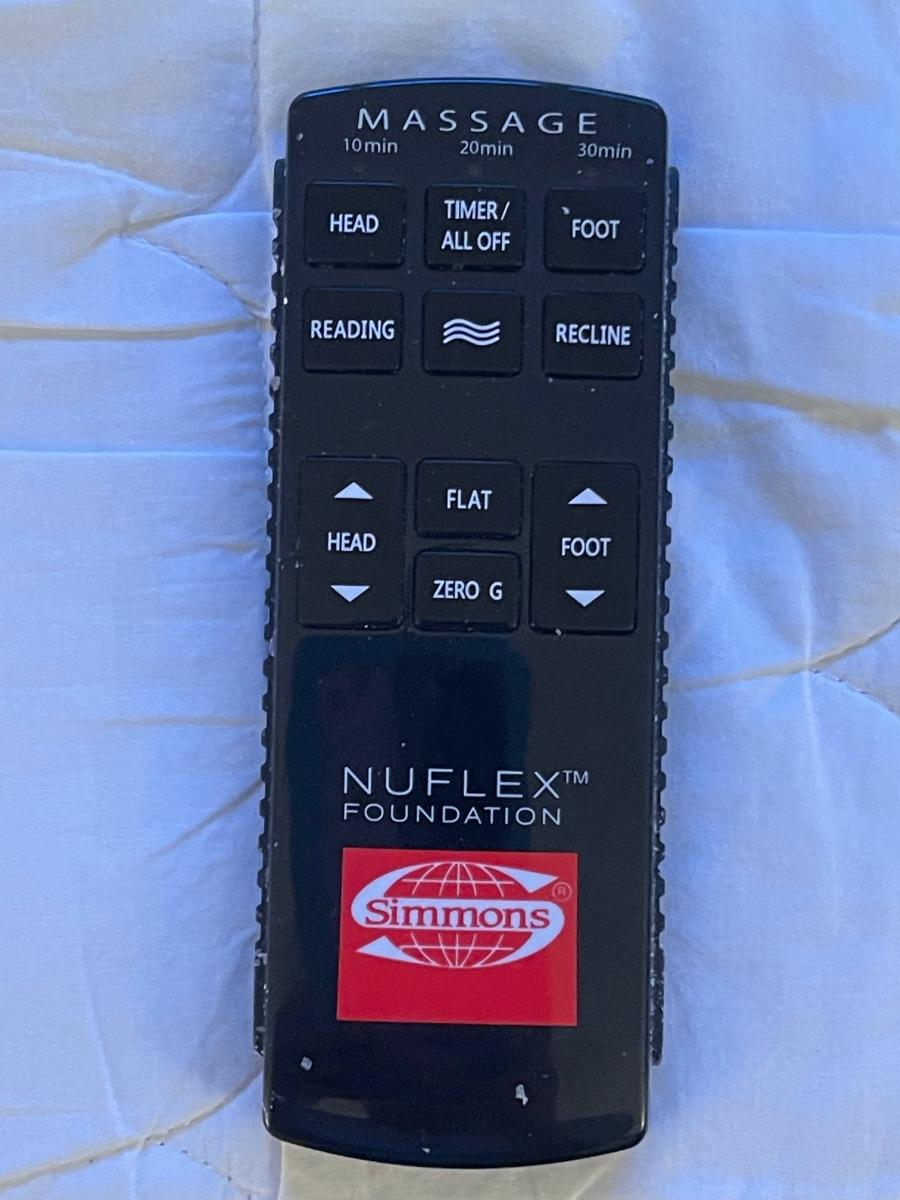 MASSAGE
10min 20min 30min
HEAD TIMER/ FOOT
ALL OFF
READING RECLINE
FLAT
HEAD FOOT
ZERO G
NUFLEX™
FOUNDATION
Simmons®